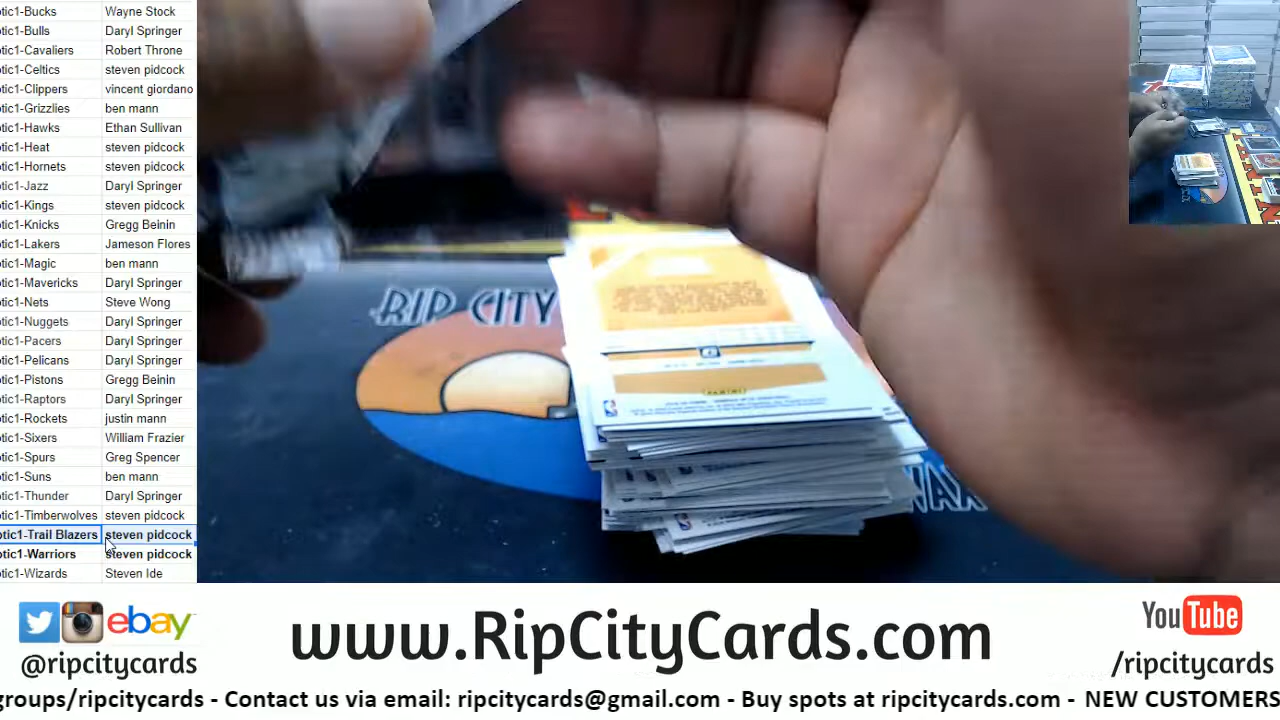 otic1-Bucks Wayne Stock
otic1-Bulls Daryl Springer
otic1-Cavaliers Robert Throne
otic1-Celtics steven pidcock
otic1-Clippers vincent giordano
otic1-Grizzlies ben mann
otic1-Hawks Ethan Sullivan
otic1-Heat steven pidcock
otic1-Hornets steven pidcock
otic1-Jazz Daryl Springer
otic1-Kings steven pidcock
otic1-Knicks Gregg Beinin
otic1-Lakers Jameson Flores
otic1-Magic ben mann
otic1-Mavericks Daryl Springer
otic1-Nets Steve Wong
otic1-Nuggets Daryl Springer
otic1-Pacers Daryl Springer
otic1-Pelicans Daryl Springer
otic1-Pistons Gregg Beinin
otic1-Raptors Daryl Springer
otic1-Rockets justin mann
otic1-Sixers William Frazier
otic1-Spurs Greg Spencer
otic1-Suns ben mann
otic1-Thunder Daryl Springer
otic1-Timberwolves steven pidcock
otic1-Trail Blazers steven pidcock
otic1-Warriors steven pidcock
otic1-Wizards Steven Ide
RIP CITY
WAX
PANINI
ebay
@ripcitycards
www.RipCityCards.com
YouTube
/ripcitycards
groups/ripcitycards - Contact us via email: ripcitycards@gmail.com - Buy spots at ripcitycards.com - NEW CUSTOMERS